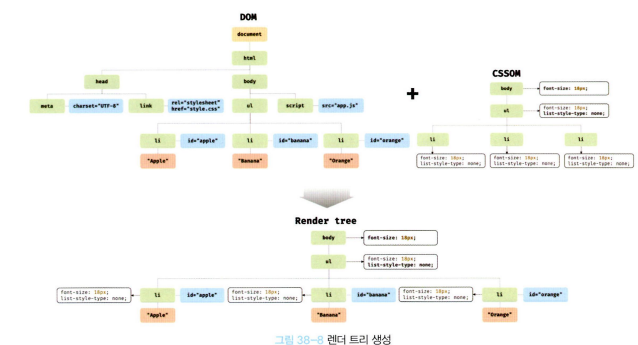 DOM
document
html
head
body
meta
charset="UTF-8"
link
rel="stylesheet"
href="style.css"
ul
script
src="app.js"
li
id="apple"
li
id="banana"
li
id="orange"
"Apple"
"Banana"
"Orange"
+
CSSOM
body
font-size: 18px;
ul
font-size: 18px;
list-style-type: none;
li
li
li
font-size: 18px;
list-style-type: none;
font-size: 18px;
list-style-type: none;
font-size: 18px;
list-style-type: none;
Render tree
body
font-size: 18px;
ul
font-size: 18px;
list-style-type: none;
font-size: 18px;
list-style-type: none;
li
id="apple"
font-size: 18px;
list-style-type: none;
li
id="banana"
font-size: 18px;
list-style-type: none;
li
id="orange"
"Apple"
"Banana"
"Orange"
그림 38-8 렌더 트리 생성